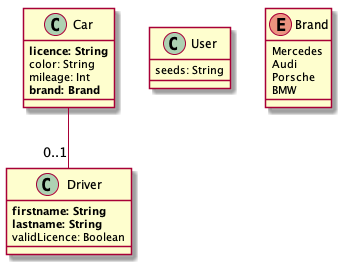 C Car
licence: String
color: String
mileage: Int
brand: Brand
C User
seeds: String
E Brand
Mercedes
Audi
Porsche
BMW
0..1
C Driver
firstname: String
lastname: String
validLicence: Boolean